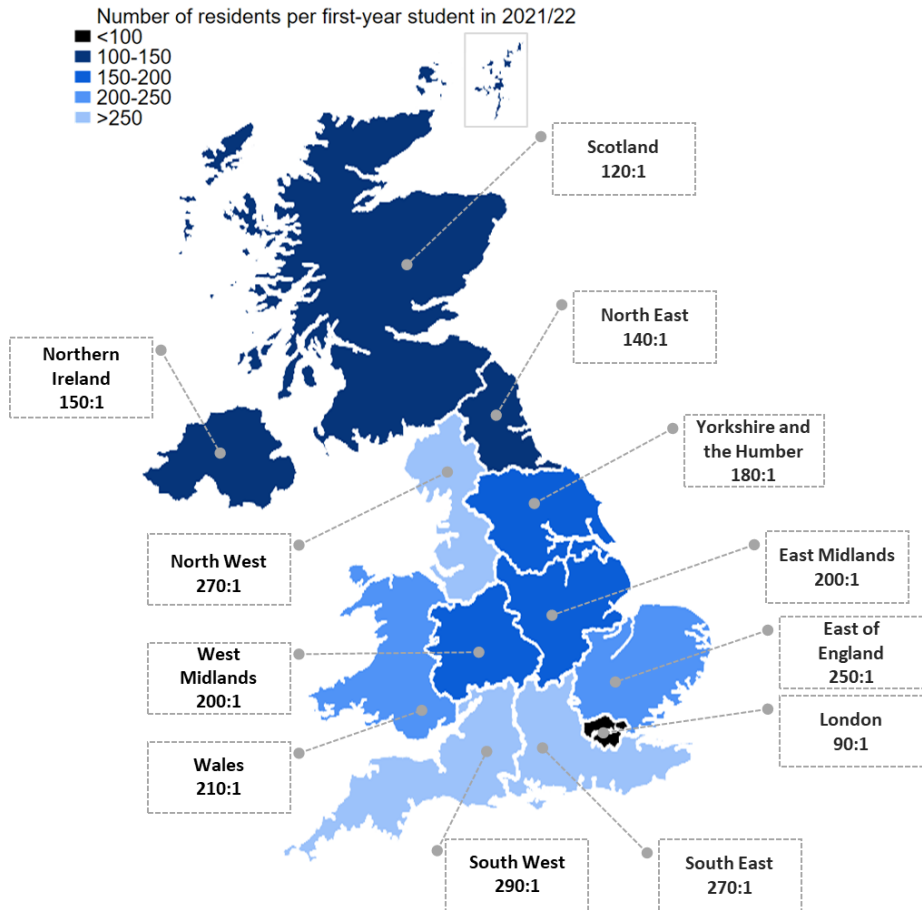 Number of residents per first-year student in 2021/22
<100
100-150
150-200
200-250
>250
Scotland
120:1
North East
140:1
Northern
Ireland
150:1
Yorkshire and
the Humber
180:1
North West
270:1
East Midlands
200:1
West
Midlands
200:1
East of
England
250:1
London
90:1
Wales
210:1
South West
290:1
South East
270:1